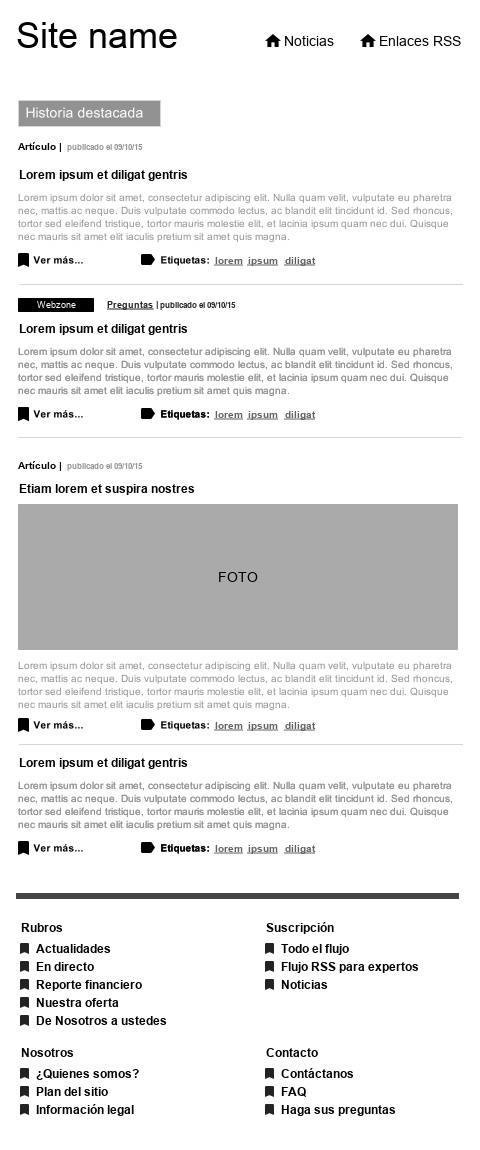 Site name
Noticias
Enlaces RSS
Historia destacada
Artículo | publicado el 09/10/15
Lorem ipsum et diligat gentris
Lorem ipsum dolor sit amet, consectetur adipiscing elit. Nulla quam velit, vulputate eu pharetra
nec, mattis ac neque. Duis vulputate commodo lectus, ac blandit elit tincidunt id. Sed rhoncus,
tortor sed eleifend tristique, tortor mauris molestie elit, et lacinia ipsum quam nec dui. Quisque
nec mauris sit amet elit iaculis pretium sit amet quis magna.
Ver más... Etiquetas: lorem ipsum diligat
Webzone Preguntas | publicado el 09/10/15
Lorem ipsum et diligat gentris
Lorem ipsum dolor sit amet, consectetur adipiscing elit. Nulla quam velit, vulputate eu pharetra
nec, mattis ac neque. Duis vulputate commodo lectus, ac blandit elit tincidunt id. Sed rhoncus,
tortor sed eleifend tristique, tortor mauris molestie elit, et lacinia ipsum quam nec dui. Quisque
nec mauris sit amet elit iaculis pretium sit amet quis magna.
Ver más... Etiquetas: lorem ipsum diligat
Artículo | publicado el 09/10/15
Etiam lorem et suspira nostres
FOTO
Lorem ipsum dolor sit amet, consectetur adipiscing elit. Nulla quam velit, vulputate eu pharetra
nec, mattis ac neque. Duis vulputate commodo lectus, ac blandit elit tincidunt id. Sed rhoncus,
tortor sed eleifend tristique, tortor mauris molestie elit, et lacinia ipsum quam nec dui. Quisque
nec mauris sit amet elit iaculis pretium sit amet quis magna.
Ver más... Etiquetas: lorem ipsum diligat
Lorem ipsum et diligat gentris
Lorem ipsum dolor sit amet, consectetur adipiscing elit. Nulla quam velit, vulputate eu pharetra
nec, mattis ac neque. Duis vulputate commodo lectus, ac blandit elit tincidunt id. Sed rhoncus,
tortor sed eleifend tristique, tortor mauris molestie elit, et lacinia ipsum quam nec dui. Quisque
nec mauris sit amet elit iaculis pretium sit amet quis magna.
Ver más... Etiquetas: lorem ipsum diligat
Rubros
Actualidades
En directo
Reporte financiero
Nuestra oferta
De Nosotros a ustedes
Suscripción
Todo el flujo
Flujo RSS para expertos
Noticias
Nosotros
¿Quienes somos?
Plan del sitio
Información legal
Contacto
Contáctanos
FAQ
Haga sus preguntas